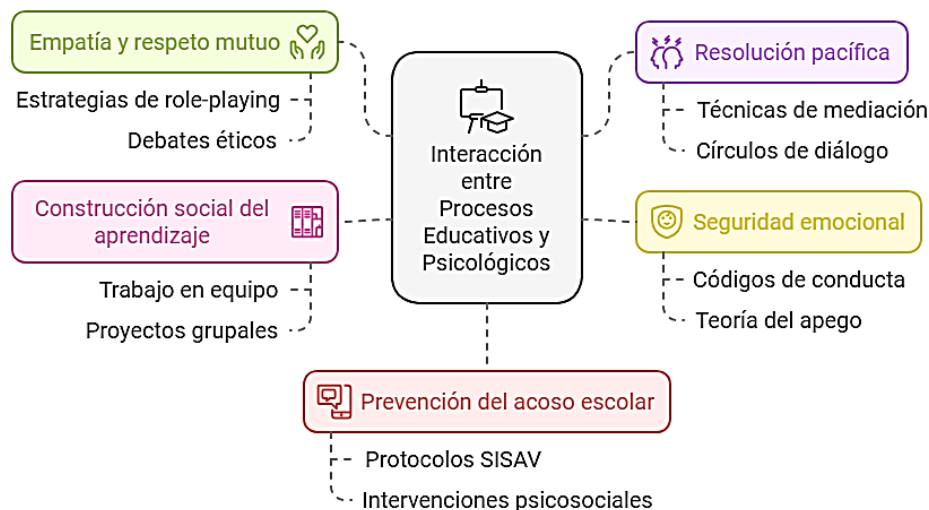 Empatía y respeto mutuo
Estrategias de role-playing
Debates éticos
Construcción social del
aprendizaje
Trabajo en equipo
Proyectos grupales
Interacción
entre
Procesos
Educativos y
Psicológicos
Resolución pacífica
Técnicas de mediación
Círculos de diálogo
Seguridad emocional
Códigos de conducta
Teoría del apego
Prevención del acoso escolar
Protocolos SISAV
Intervenciones psicosociales